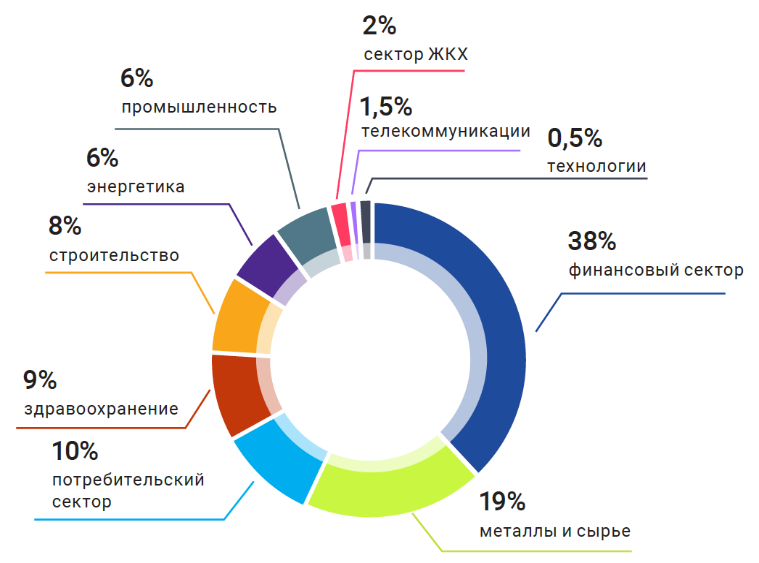 2%
сектор ЖКХ
6%
промышленность
1,5%
телекоммуникации
0,5%
технологии
6%
энергетика
8%
строительство
38%
финансовый сектор
9%
здравоохранение
10%
потребительский
сектор
19%
металлы и сырье